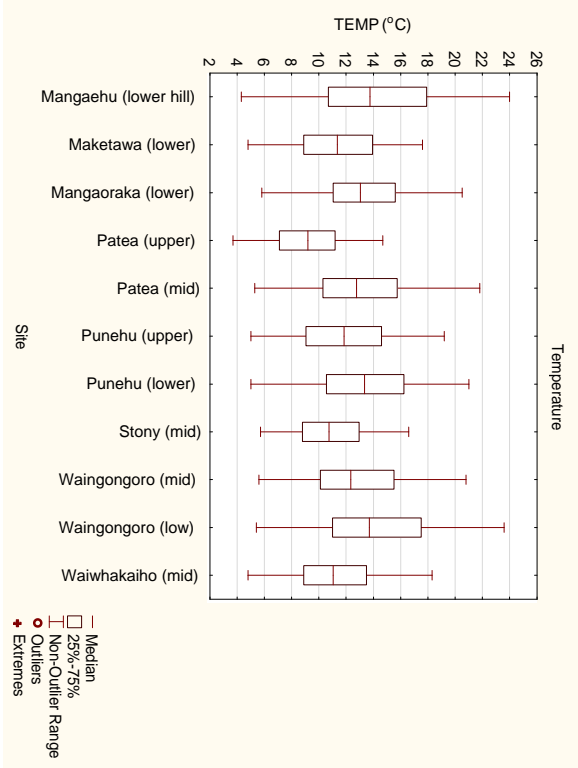 TEMP (°C)
2 4 6 8 10 12 14 16 18 20 22 24 26
Temperature
Mangaehu (lower hill)
Maketawa (lower)
Mangaoraka (lower)
Patea (upper)
Patea (mid)
Punehu (upper)
Punehu (lower)
Stony (mid)
Waingongoro (mid)
Waingongoro (low)
Waiwhakaiho (mid)
Site
Median
25%-75%
Non-Outlier Range
Outliers
Extremes